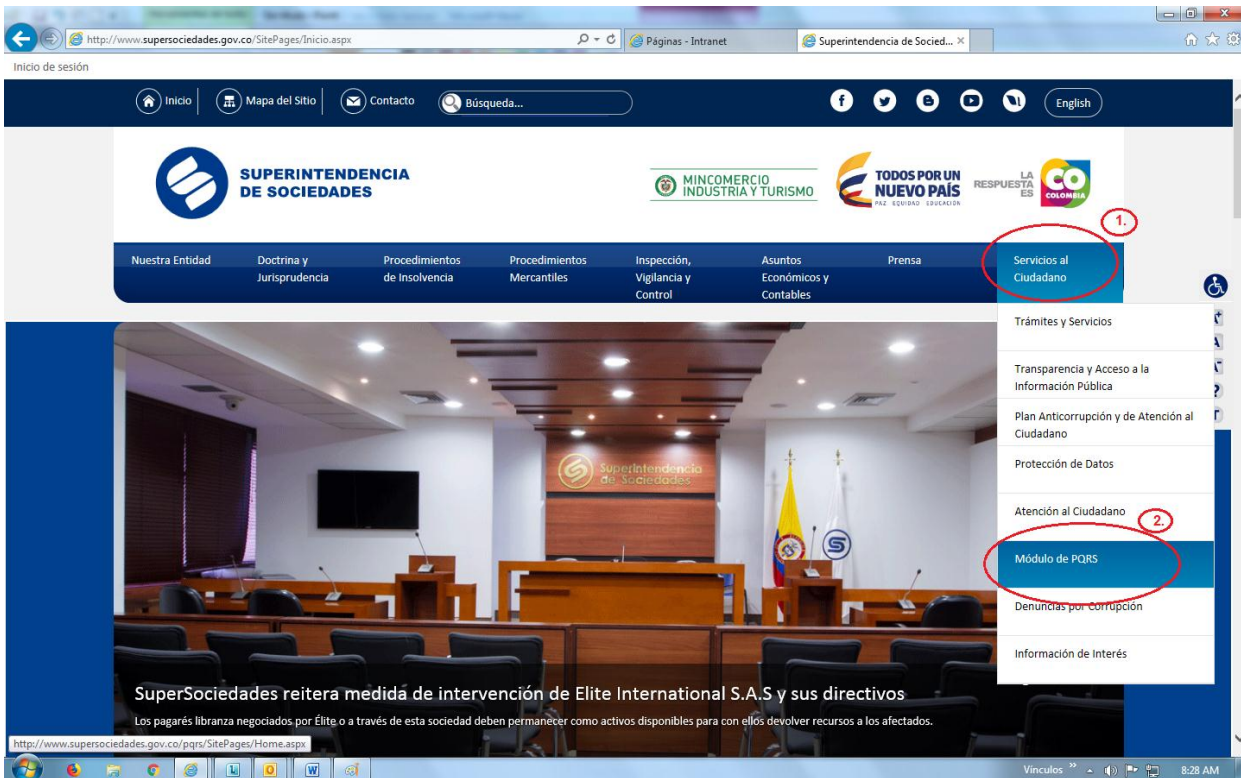 http://www.supersociedades.gov.co/SitePages/Inicio.aspx
Páginas - Intranet
Superintendencia de Socied...
Inicio de sesión
Inicio
Mapa del Sitio
Contacto
Búsqueda...
English
SUPERINTENDENCIA
DE SOCIEDADES
MINCOMERCIO
INDUSTRIA Y TURISMO
TODOS POR UN
NUEVO PAÍS
PAZ EQUIDAD EDUCACIÓN
LA
RESPUESTA
ES
CO
COLOMBIA
1.
Nuestra Entidad
Doctrina y
Jurisprudencia
Procedimientos
de Insolvencia
Procedimientos
Mercantiles
Inspección,
Vigilancia y
Control
Asuntos
Económicos y
Contables
Prensa
Servicios al
Ciudadano
Trámites y Servicios
Transparencia y Acceso a la
Información Pública
Plan Anticorrupción y de Atención al
Ciudadano
Protección de Datos
Atención al Ciudadano
2.
Módulo de PQRS
Denuncias por Corrupción
Información de Interés
Superintendencia
de Sociedades
SuperSociedades reitera medida de intervención de Elite International S.A.S y sus directivos
Los pagarés libranza negociados por Élite o a través de esta sociedad deben permanecer como activos disponibles para con ellos devolver recursos a los afectados.
http://www.supersociedades.gov.co/pqrs/SitePages/Home.aspx
Vínculos
8:28 AM